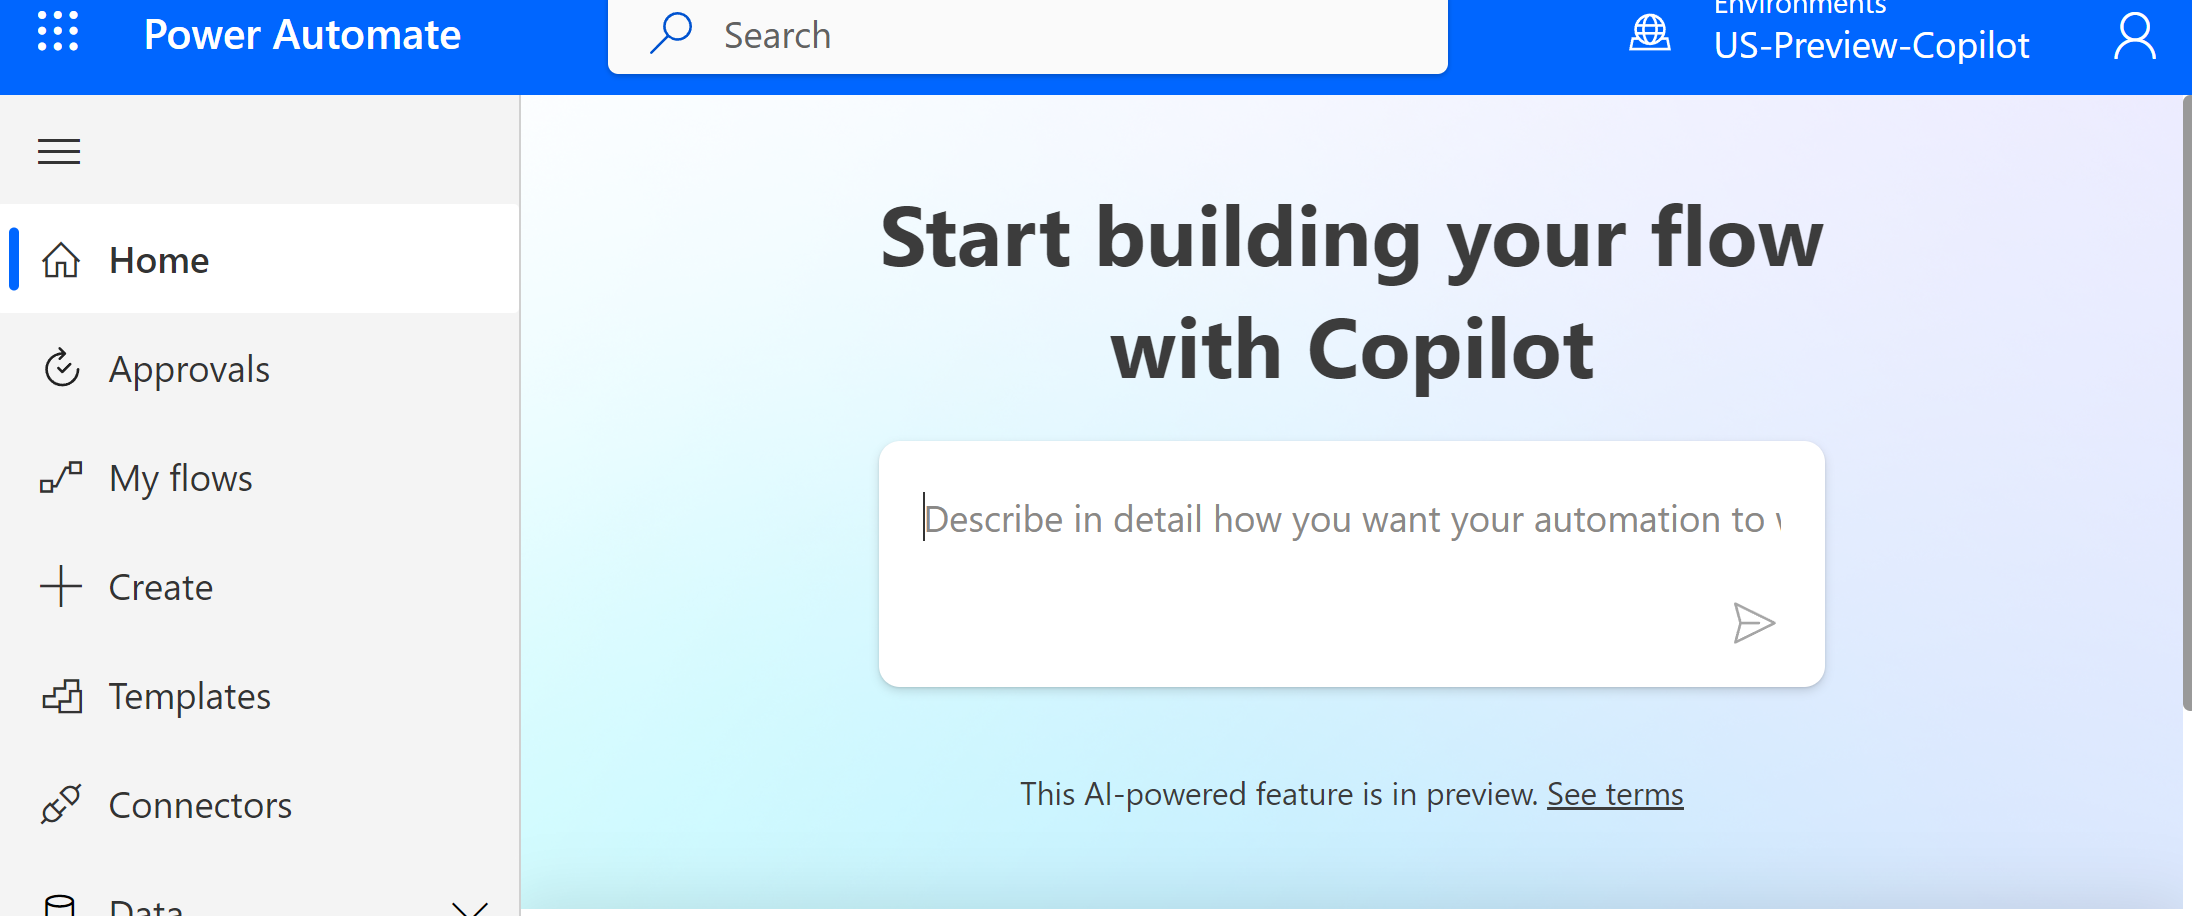 Power Automate
Search
Environments
US-Preview-Copilot
Home
Approvals
My flows
Create
Templates
Connectors
Data
Start building your flow
with Copilot
Describe in detail how you want your automation to
This AI-powered feature is in preview. See terms